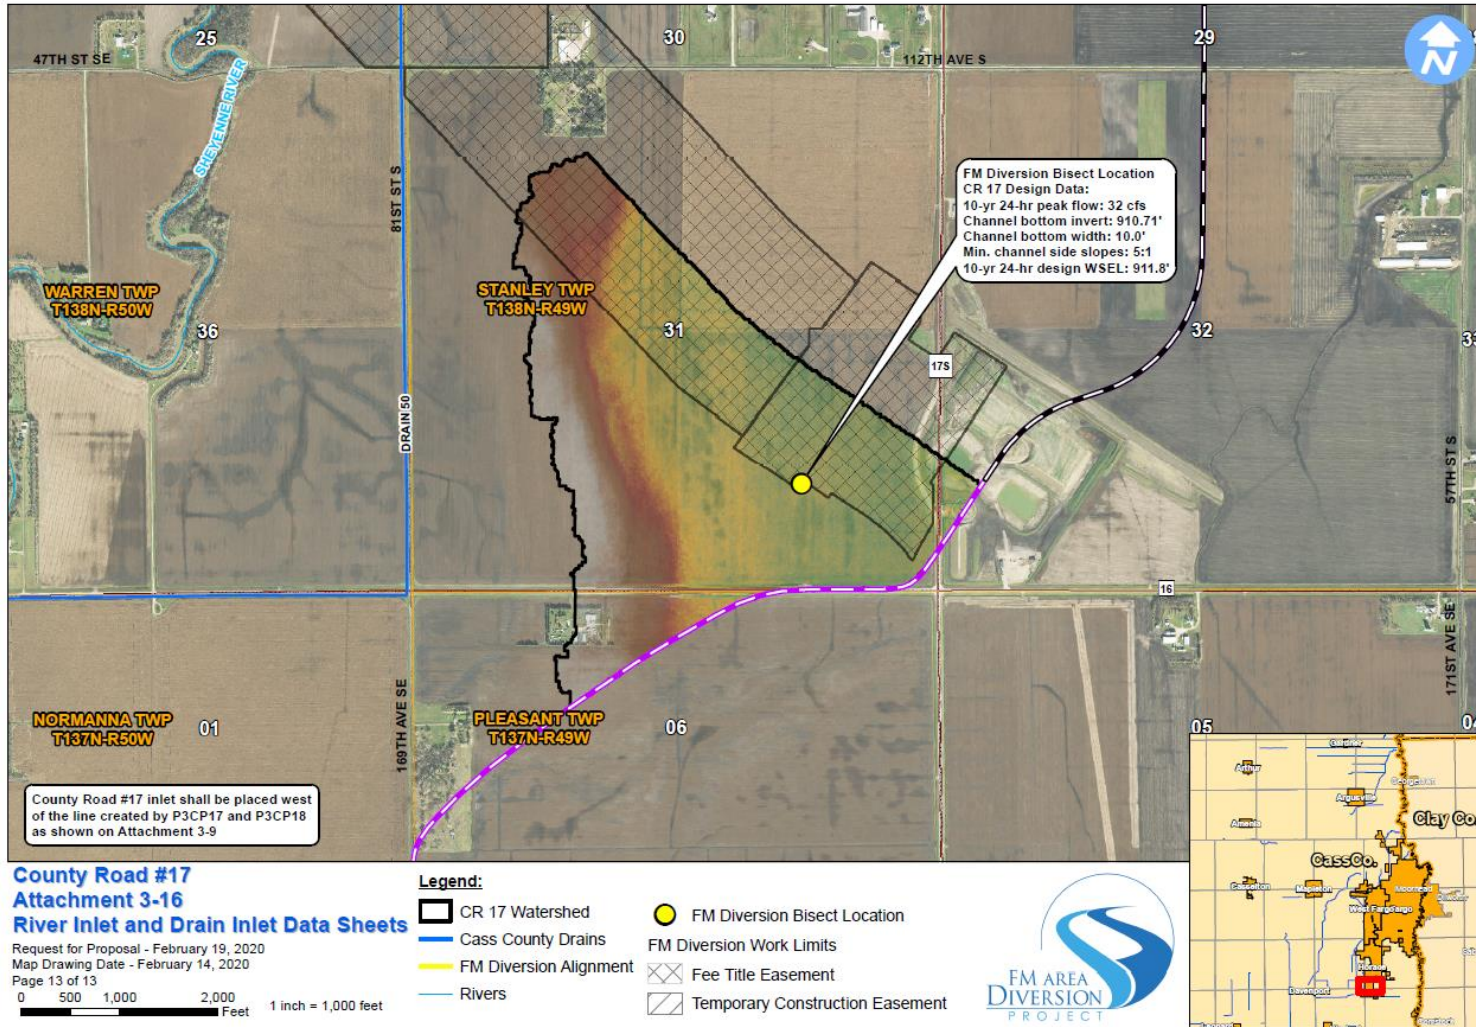 25
30
29
47TH ST SE
112TH AVE S
N
SHEYENNE RIVER
81ST ST S
FM Diversion Bisect Location
CR 17 Design Data:
10-yr 24-hr peak flow: 32 cfs
Channel bottom invert: 910.71'
Channel bottom width: 10.0'
Min. channel side slopes: 5:1
10-yr 24-hr design WSEL: 911.8'
WARREN TWP
T138N-R50W
STANLEY TWP
T138N-R49W
36
31
32
33
17S
DRAIN 50
57TH ST S
16
169TH AVE SE
171ST AVE SE
NORMANNA TWP
T137N-R50W
01
PLEASANT TWP
T137N-R49W
06
05
04
County Road #17 inlet shall be placed west
of the line created by P3CP17 and P3CP18
as shown on Attachment 3-9
County Road #17
Attachment 3-16
River Inlet and Drain Inlet Data Sheets
Request for Proposal - February 19, 2020
Map Drawing Date - February 14, 2020
Page 13 of 13
0 500 1,000 2,000
Feet
1 inch = 1,000 feet
Legend:
CR 17 Watershed
Cass County Drains
FM Diversion Alignment
Rivers
FM Diversion Bisect Location
FM Diversion Work Limits
Fee Title Easement
Temporary Construction Easement
FM AREA
DIVERSION
PROJECT
Arthur
Argusville
Amenia
Clay Co.
CassCo.
Casselton
Mapleton
Moorhead
West Fargo
Fargo
Horace
Davenport